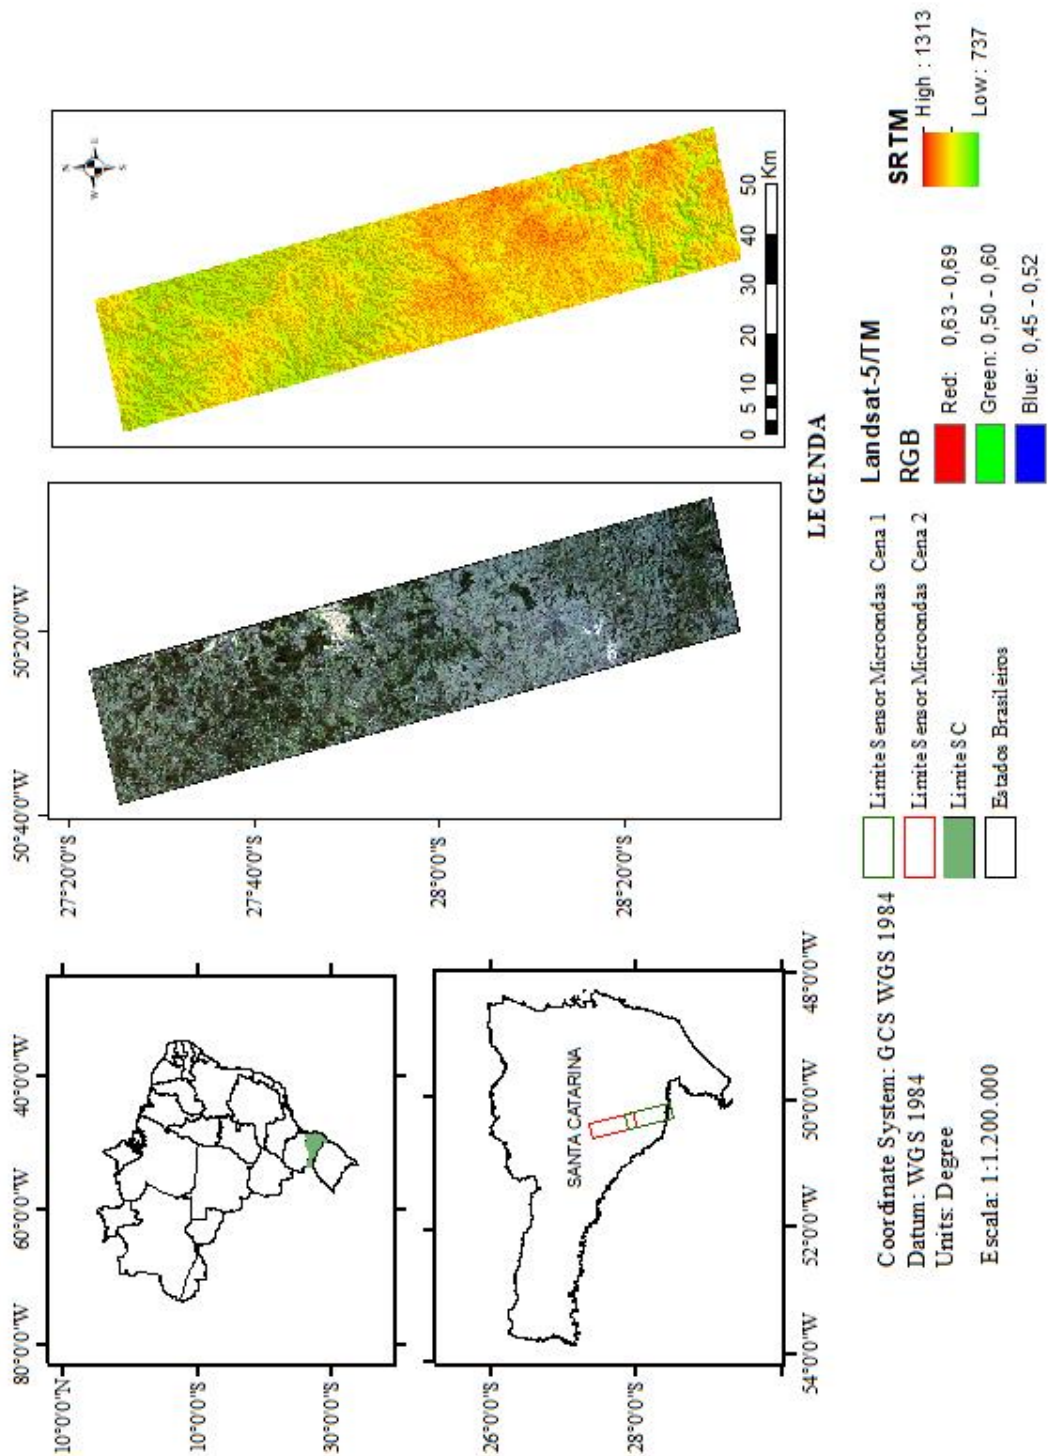 80°0'0"W
60°0'0"W
40°0'0"W
10°0'0"N
10°0'0"S
30°0'0"S
26°0'0"S
28°0'0"S
SANTA CATARINA
54°0'0"W
52°0'0"W
50°0'0"W
48°0'0"W
50°40'0"W
50°20'0"W
27°20'0"S
27°40'0"S
28°0'0"S
28°20'0"S
N
W
E
S
0 5 10 20 30 40 50
Km
LEGENDA
Coordinate System: GCS WGS 1984
Datum: WGS 1984
Units: Degree
Escala: 1:1.200.000
Limite Sensor Microondas Cena 1
Limite Sensor Microondas Cena 2
Limite SC
Estados Brasileiros
Landsat-5/TM
RGB
Red: 0,63 - 0,69
Green: 0,50 - 0,60
Blue: 0,45 - 0,52
SRTM
High : 1313
Low : 737